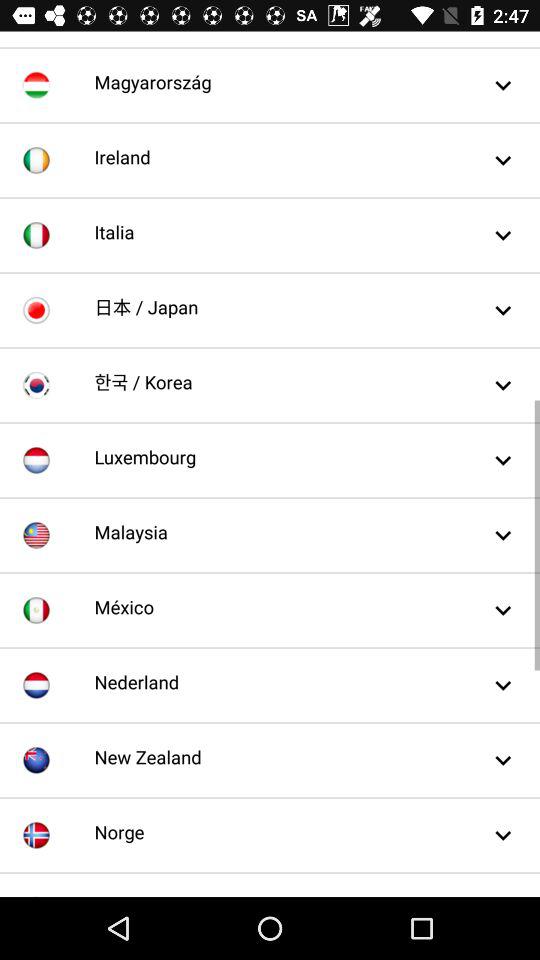 SA 2:47
Magyarország
Ireland
Italia
日本 / Japan
한국 / Korea
Luxembourg
Malaysia
México
Nederland
New Zealand
Norge